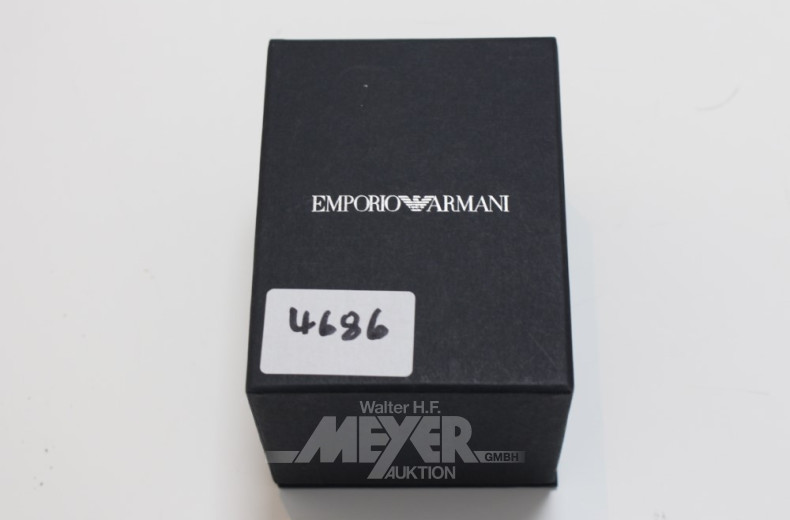 EMPORIO ARMANI
4686
Walter H.F.
MEYER
GMBH
AUKTION